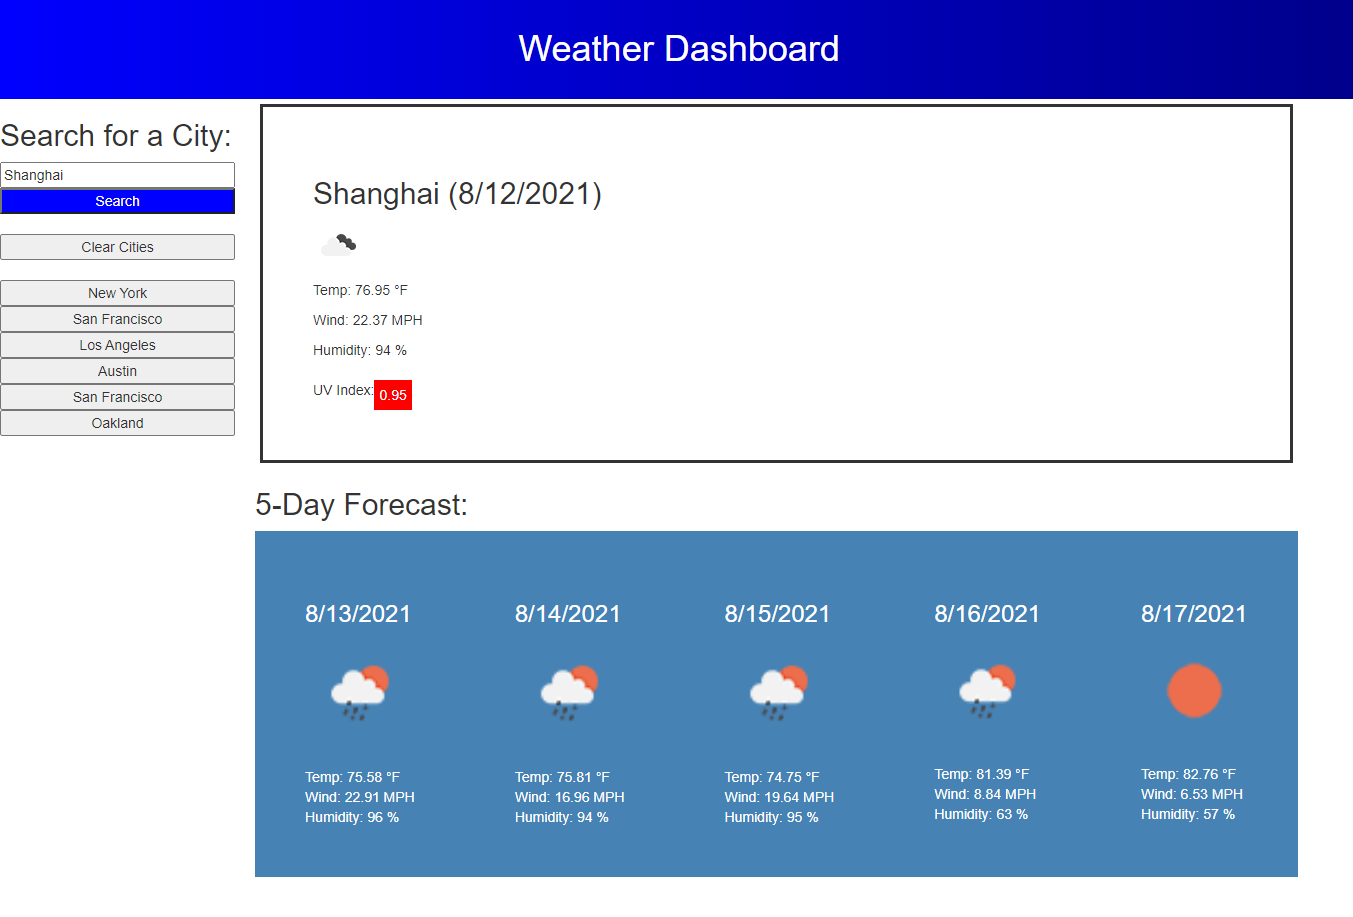 Weather Dashboard
Search for a City:
Shanghai
Search
Clear Cities
New York
San Francisco
Los Angeles
Austin
San Francisco
Oakland
Shanghai (8/12/2021)
Temp: 76.95 °F
Wind: 22.37 MPH
Humidity: 94 %
UV Index: 0.95
5-Day Forecast:
8/13/2021
Temp: 75.58 °F
Wind: 22.91 MPH
Humidity: 96 %
8/14/2021
Temp: 75.81 °F
Wind: 16.96 MPH
Humidity: 94 %
8/15/2021
Temp: 74.75 °F
Wind: 19.64 MPH
Humidity: 95 %
8/16/2021
Temp: 81.39 °F
Wind: 8.84 MPH
Humidity: 63 %
8/17/2021
Temp: 82.76 °F
Wind: 6.53 MPH
Humidity: 57 %